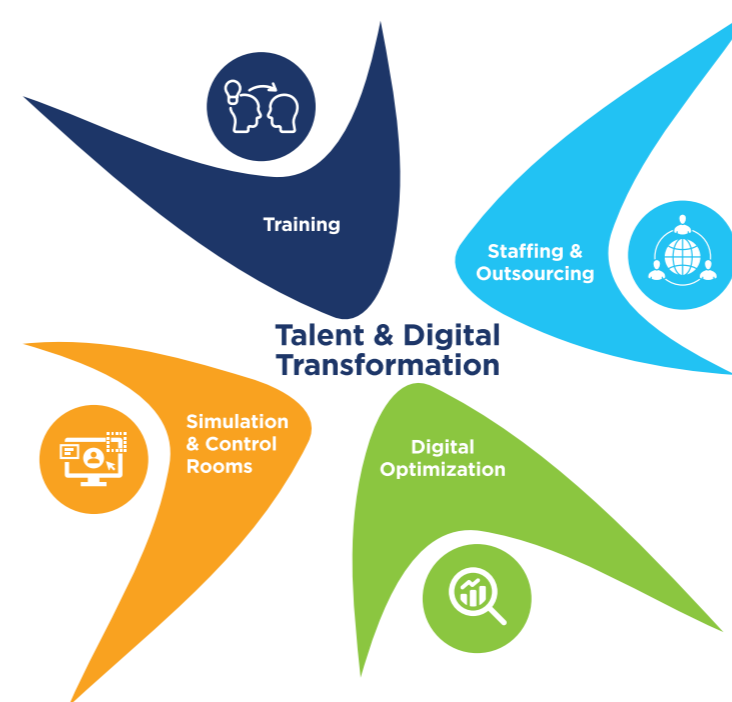 Training
Staffing &
Outsourcing
Talent & Digital
Transformation
Simulation
& Control
Rooms
Digital
Optimization